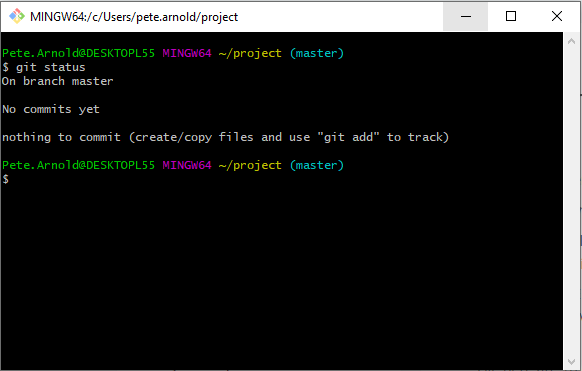 MINGW64:/c/Users/pete.arnold/project
Pete.Arnold@DESKTOPL55 MINGW64 ~/project (master)
$ git status
On branch master
No commits yet
nothing to commit (create/copy files and use "git add" to track)
Pete.Arnold@DESKTOPL55 MINGW64 ~/project (master)
$